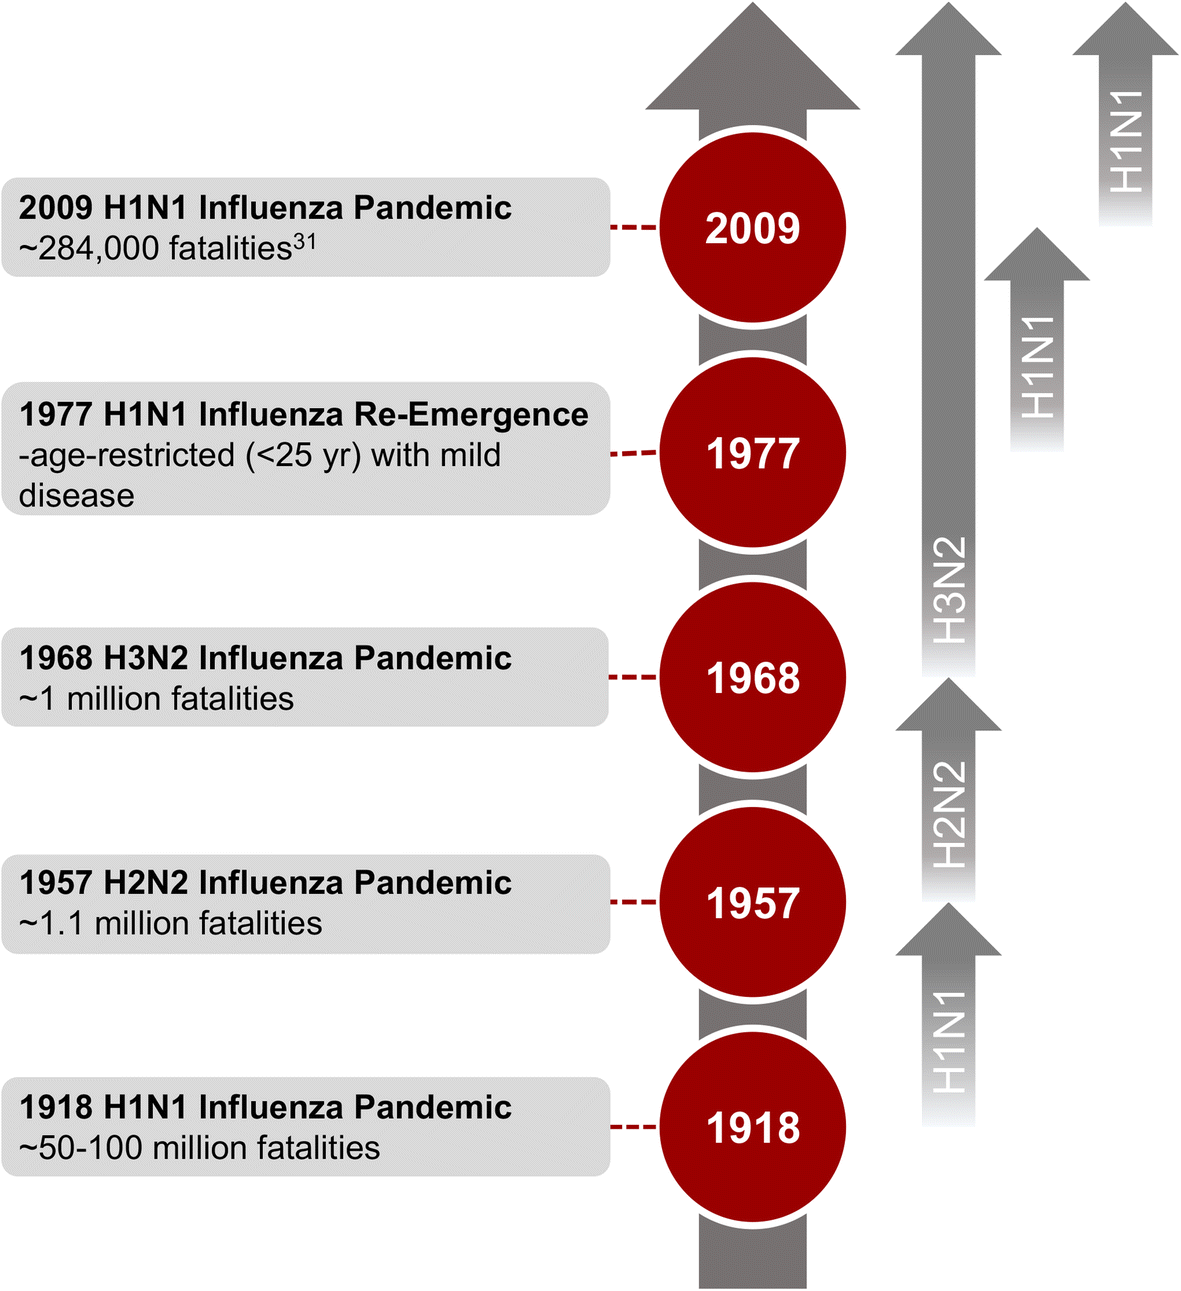 2009 H1N1 Influenza Pandemic
~284,000 fatalities31
2009
H1N1
1977 H1N1 Influenza Re-Emergence
-age-restricted (<25 yr) with mild
disease
1977
H1N1
1968 H3N2 Influenza Pandemic
~1 million fatalities
1968
H3N2
1957 H2N2 Influenza Pandemic
~1.1 million fatalities
1957
H2N2
1918 H1N1 Influenza Pandemic
~50-100 million fatalities
1918
H1N1